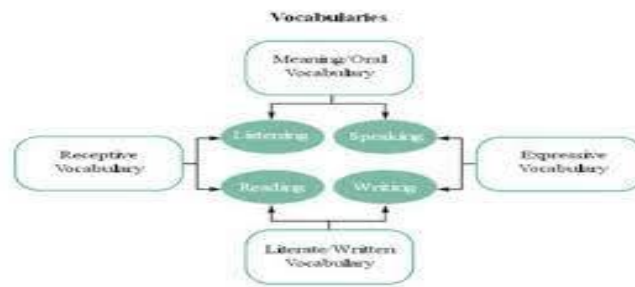 Vocabularies
Meaning/Oral
Vocabulary
Listening
Speaking
Receptive
Vocabulary
Expressive
Vocabulary
Reading
Writing
Literate/Written
Vocabulary